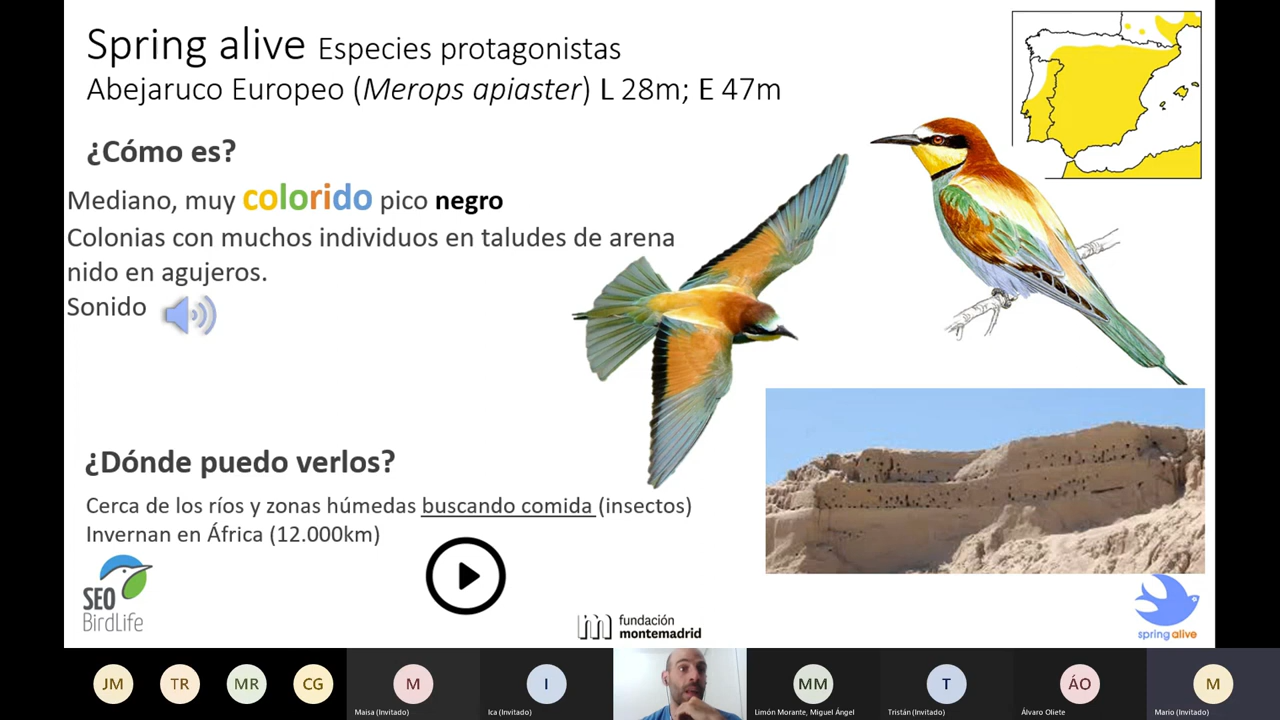 Spring alive Especies protagonistas
Abejaruco Europeo (Merops apiaster) L 28m; E 47m
¿Cómo es?
Mediano, muy colorido pico negro
Colonias con muchos individuos en taludes de arena
nido en agujeros.
Sonido
¿Dónde puedo verlos?
Cerca de los ríos y zonas húmedas buscando comida (insectos)
Invernan en África (12.000km)
SEO
BirdLife
m fundación
montemadrid
spring alive
JM
TR
MR
CG
M
Maisa (Invitado)
I
Ica (Invitado)
MM
Limón Morante, Miguel Ángel
T
Tristán (Invitado)
ÁO
Álvaro Oliete
M
Mario (Invitado)